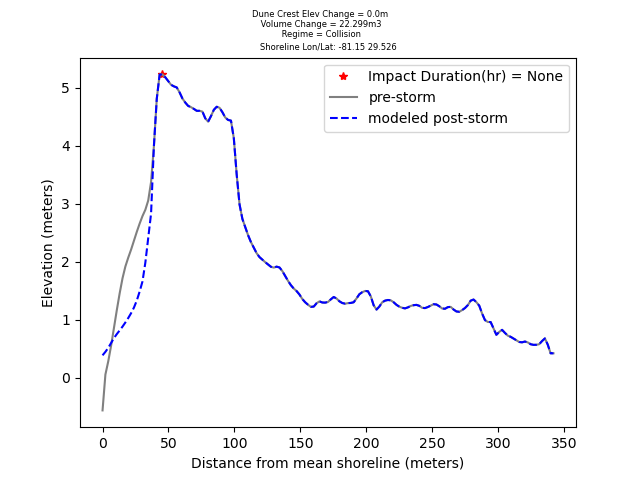 Dune Crest Elev Change = 0.0m
Volume Change = 22.299m3
Regime = Collision
Shoreline Lon/Lat: -81.15 29.526
Impact Duration(hr) = None
pre-storm
modeled post-storm
Elevation (meters)
5
4
3
2
1
0
0 50 100 150 200 250 300 350
Distance from mean shoreline (meters)